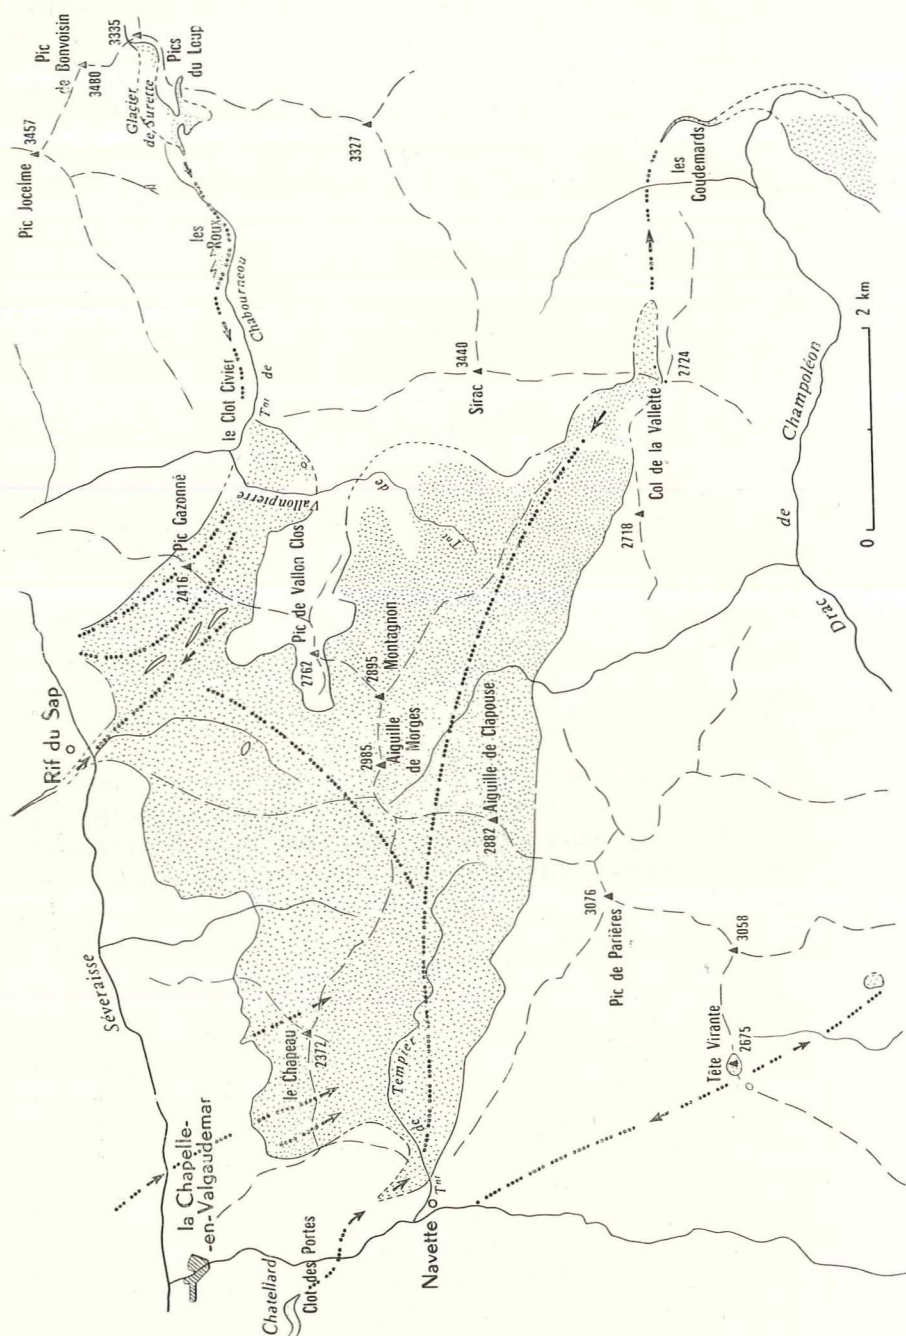 Pic Jocelme
3457
Pic
de Bonvoisin
3480
3335
Glacier
de Surette
Pics
du Loup
les
Roux
le Clot Civier
Tnt de Chabourneou
3327
Rif du Sap
Pic Gazonné
2416
Tnt de Vallonpierre
Pic de Vallon Clos
2762
3440
Sirac
les
Goudemards
Séveraisse
2895
Montagnon
2985
Aiguille
de Morges
2718
Col de la Vallette
2724
2882
Aiguille de Clapouse
le Chapeau
2372
la Chapelle-
-en-Valgaudemar
Tnt de Templer
3076
Pic de Parières
Drac de Champoléon
0 2 km
Chatellard
Clot des Portes
Navette
3058
Tête Virante
2675